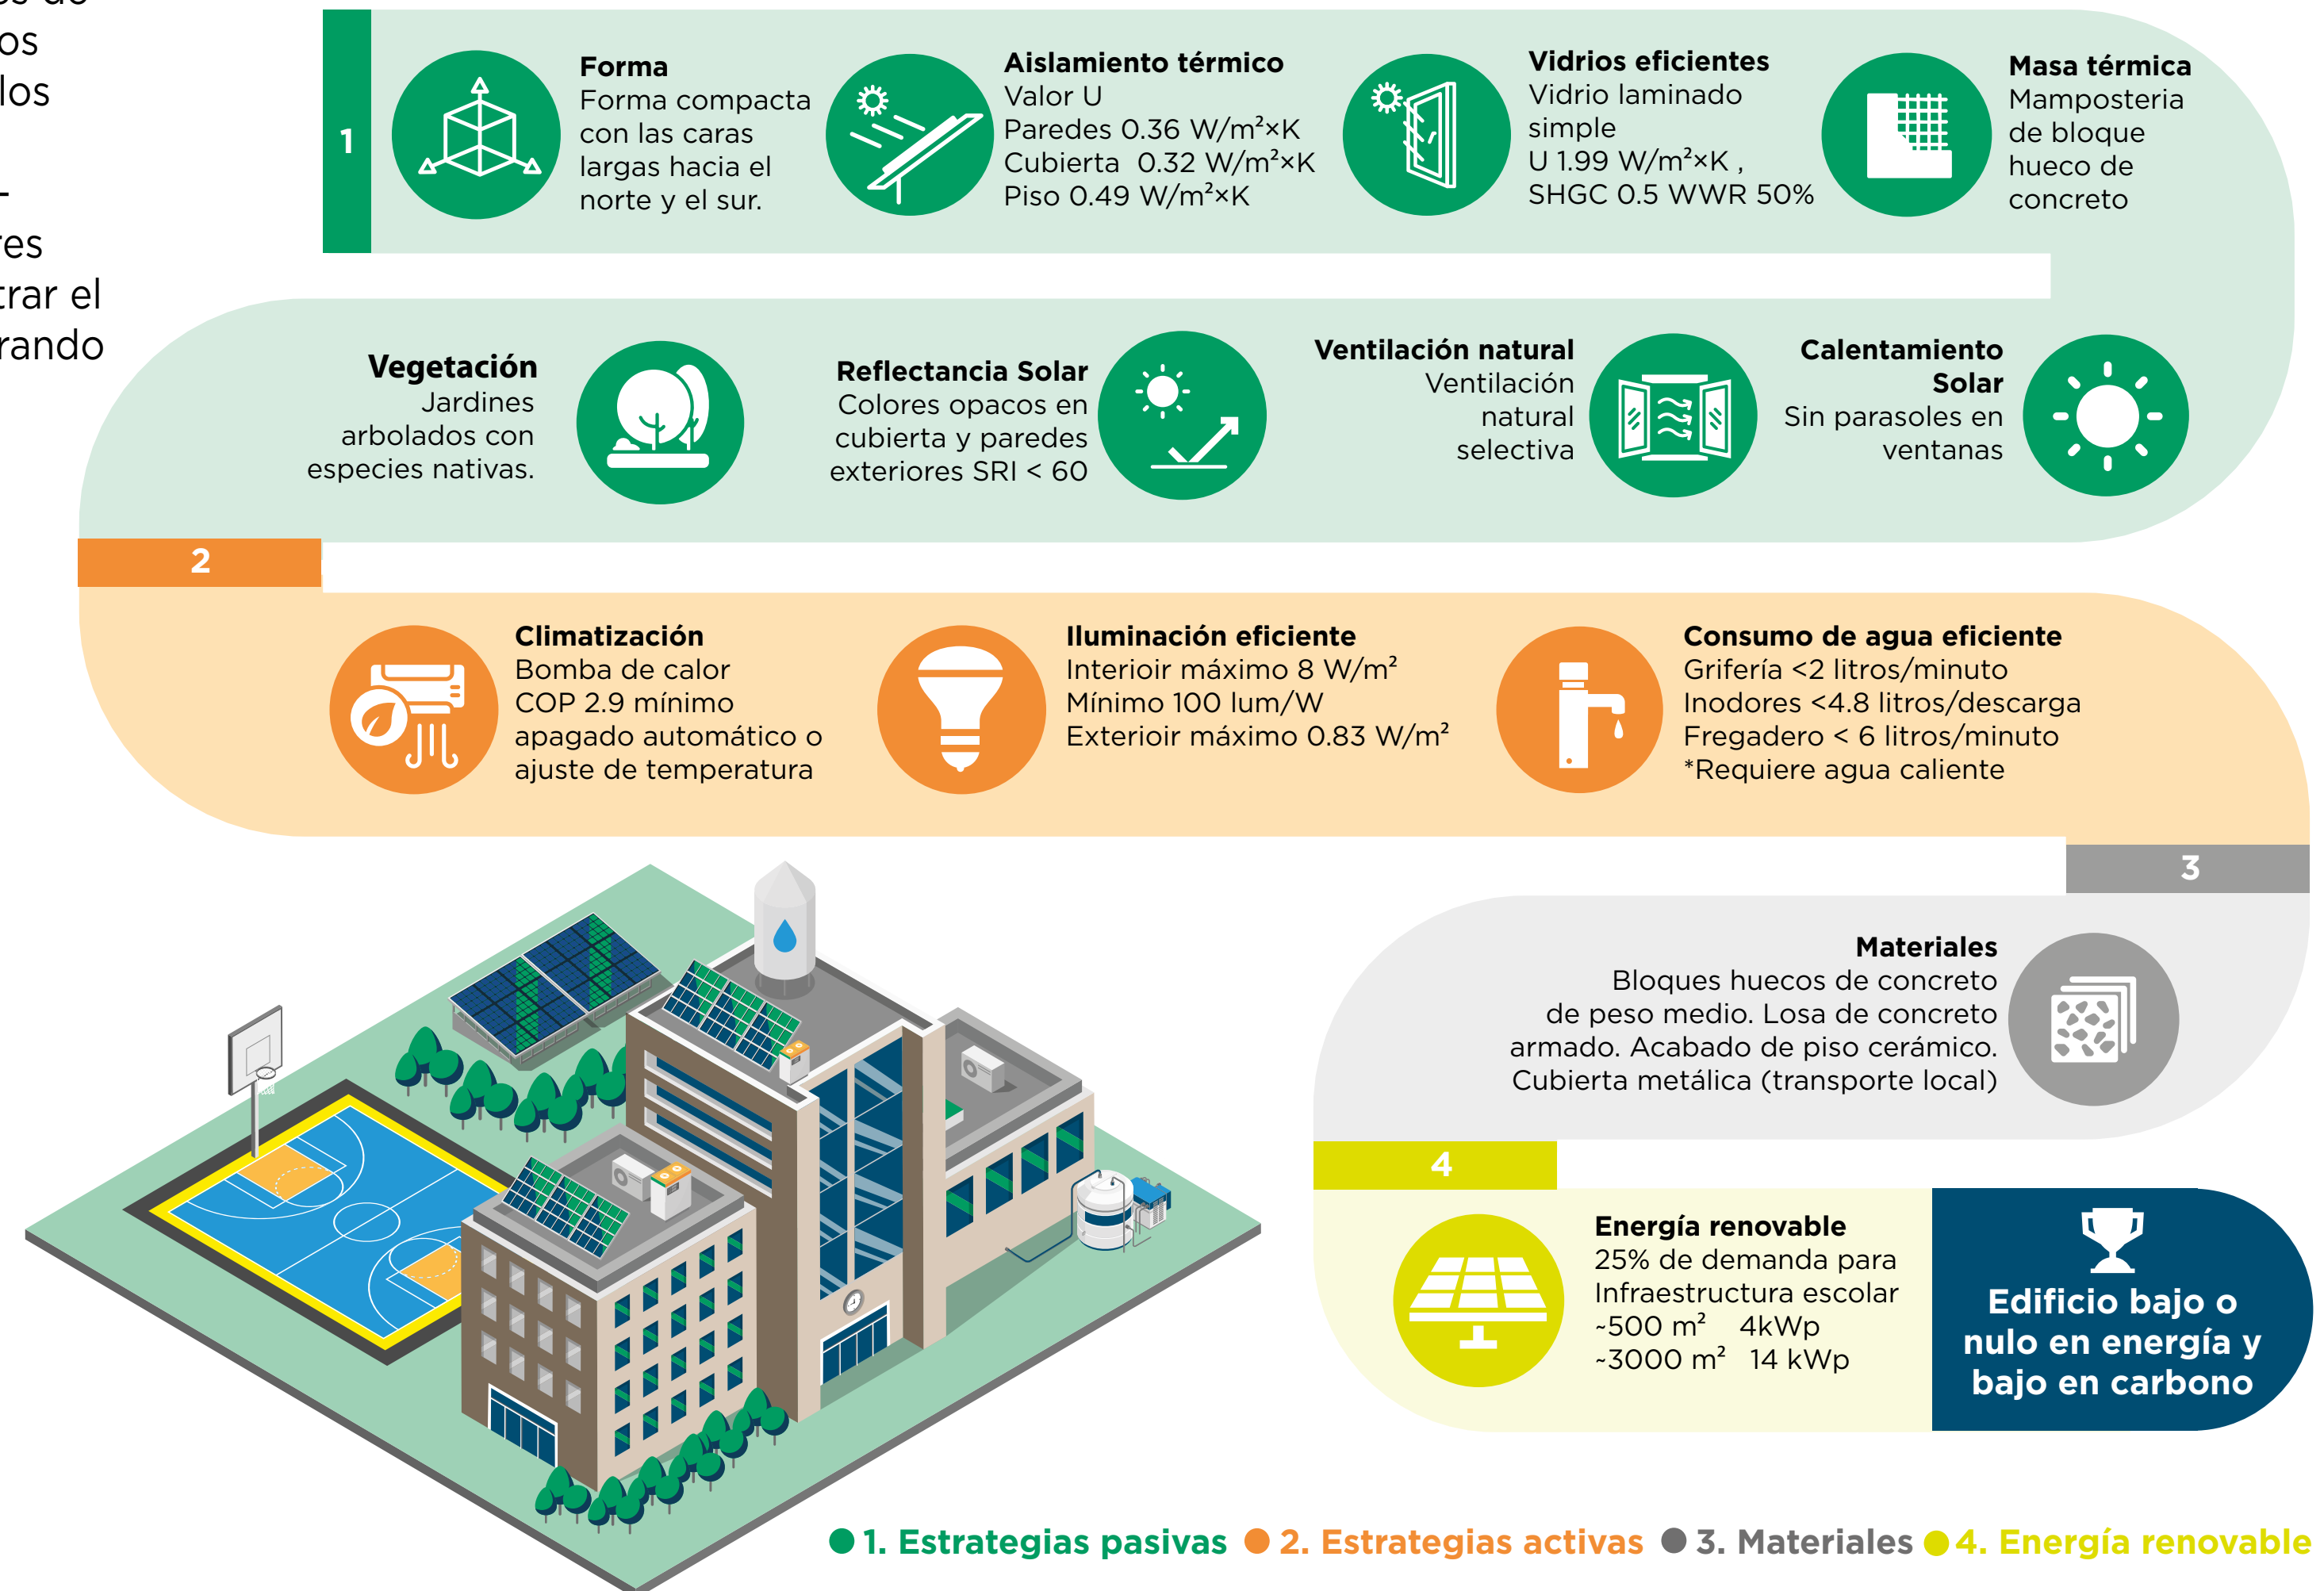 os
los
-
res
trar el
rando
1
Forma
Forma compacta
con las caras
largas hacia el
norte y el sur.
Aislamiento térmico
Valor U
Paredes 0.36 W/m²×K
Cubierta 0.32 W/m²×K
Piso 0.49 W/m²×K
Vidrios eficientes
Vidrio laminado
simple
U 1.99 W/m²×K ,
SHGC 0.5 WWR 50%
Masa térmica
Mamposteria
de bloque
hueco de
concreto
Vegetación
Jardines
arbolados con
especies nativas.
Reflectancia Solar
Colores opacos en
cubierta y paredes
exteriores SRI < 60
Ventilación natural
Ventilación
natural
selectiva
Calentamiento
Solar
Sin parasoles en
ventanas
2
Climatización
Bomba de calor
COP 2.9 mínimo
apagado automático o
ajuste de temperatura
Iluminación eficiente
Interioir máximo 8 W/m²
Mínimo 100 lum/W
Exterioir máximo 0.83 W/m²
Consumo de agua eficiente
Grifería <2 litros/minuto
Inodores <4.8 litros/descarga
Fregadero < 6 litros/minuto
*Requiere agua caliente
3
Materiales
Bloques huecos de concreto
de peso medio. Losa de concreto
armado. Acabado de piso cerámico.
Cubierta metálica (transporte local)
4
Energía renovable
25% de demanda para
Infraestructura escolar
~500 m² 4kWp
~3000 m² 14 kWp
Edificio bajo o
nulo en energía y
bajo en carbono
1. Estrategias pasivas 2. Estrategias activas 3. Materiales 4. Energía renovable